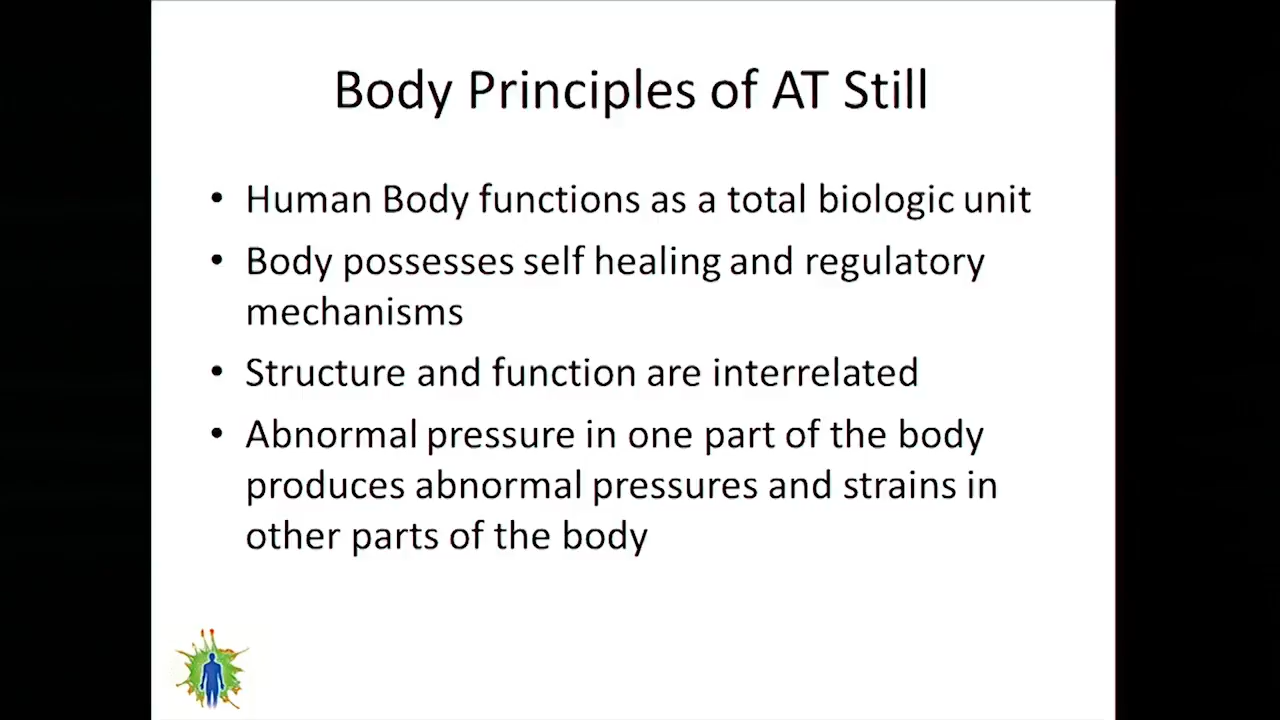 Body Principles of AT Still
• Human Body functions as a total biologic unit
• Body possesses self healing and regulatory
mechanisms
• Structure and function are interrelated
• Abnormal pressure in one part of the body
produces abnormal pressures and strains in
other parts of the body